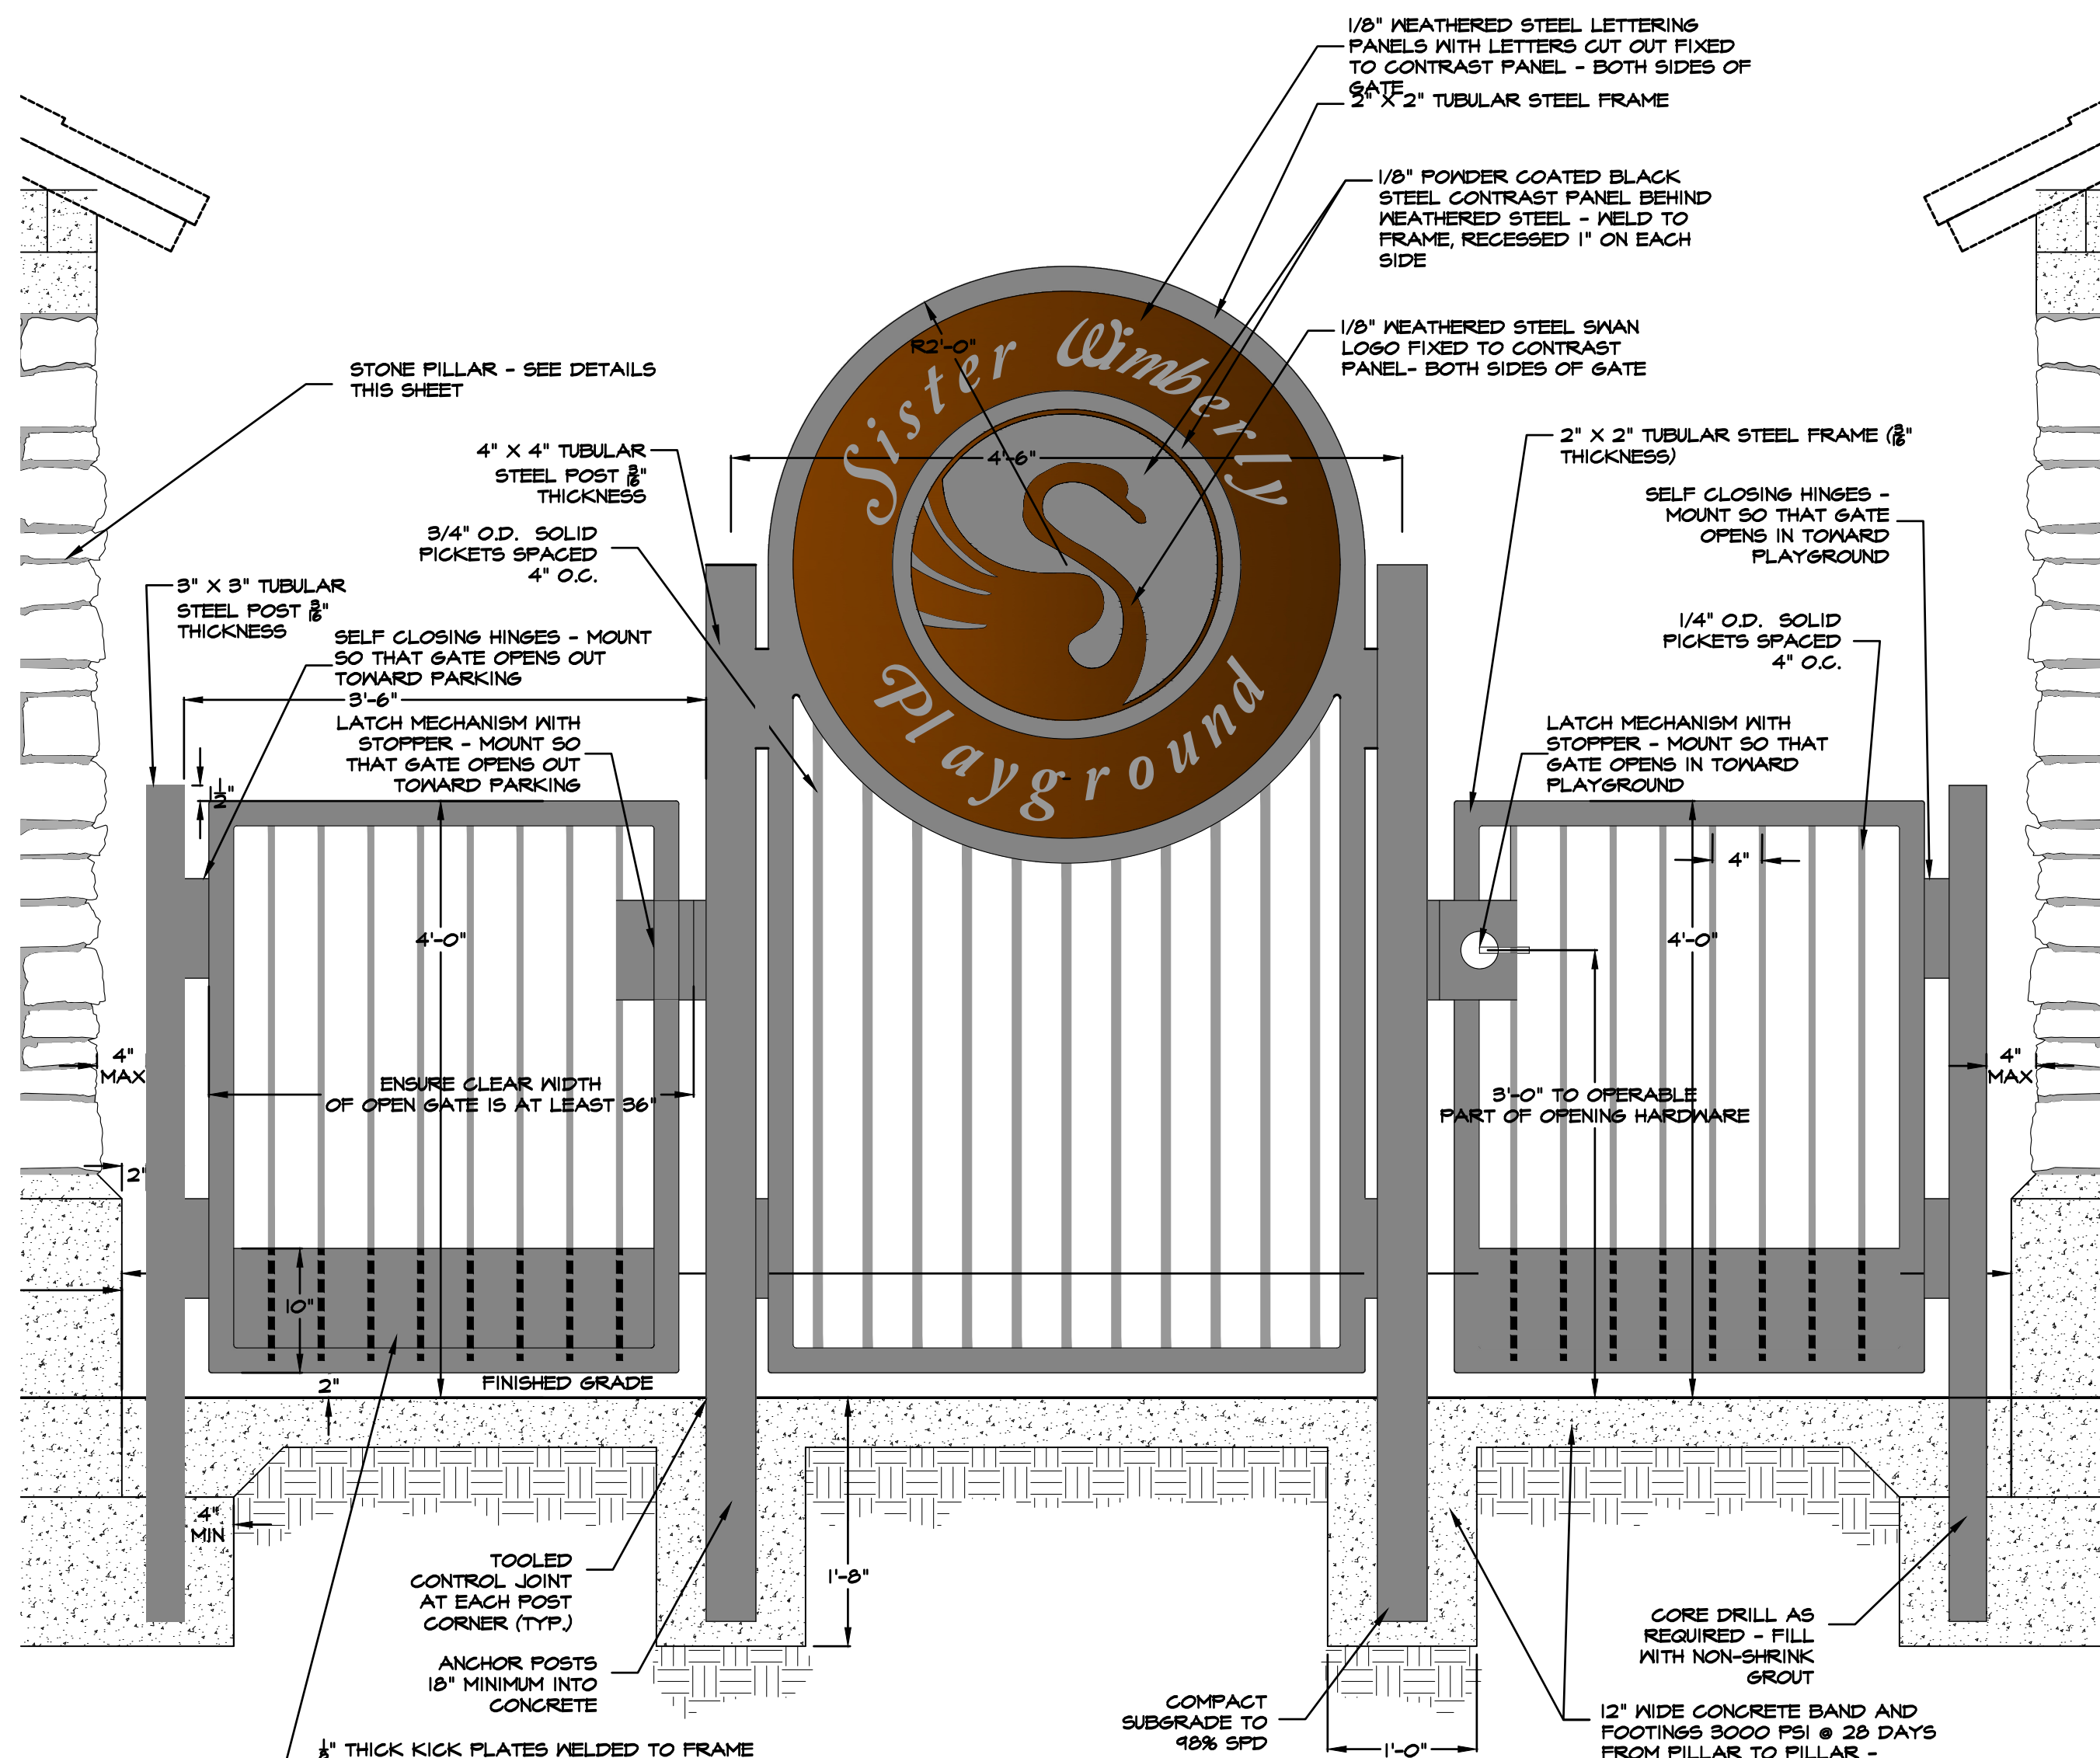 1/8" WEATHERED STEEL LETTERING
PANELS WITH LETTERS CUT OUT FIXED
TO CONTRAST PANEL - BOTH SIDES OF
GATE
2" X 2" TUBULAR STEEL FRAME
1/8" POWDER COATED BLACK
STEEL CONTRAST PANEL BEHIND
WEATHERED STEEL - WELD TO
FRAME, RECESSED 1" ON EACH
SIDE
1/8" WEATHERED STEEL SWAN
LOGO FIXED TO CONTRAST
PANEL- BOTH SIDES OF GATE
STONE PILLAR - SEE DETAILS
THIS SHEET
R2'-0"
Sister Wimberly
Playground
4'-6"
4" X 4" TUBULAR
STEEL POST 3/16"
THICKNESS
3/4" O.D. SOLID
PICKETS SPACED
4" O.C.
2" X 2" TUBULAR STEEL FRAME (3/16"
THICKNESS)
SELF CLOSING HINGES -
MOUNT SO THAT GATE
OPENS IN TOWARD
PLAYGROUND
3" X 3" TUBULAR
STEEL POST 3/16"
THICKNESS
SELF CLOSING HINGES - MOUNT
SO THAT GATE OPENS OUT
TOWARD PARKING
3'-6"
1/4" O.D. SOLID
PICKETS SPACED
4" O.C.
LATCH MECHANISM WITH
STOPPER - MOUNT SO
THAT GATE OPENS OUT
TOWARD PARKING
LATCH MECHANISM WITH
STOPPER - MOUNT SO THAT
GATE OPENS IN TOWARD
PLAYGROUND
1 1/2"
4"
4'-0"
4'-0"
4"
MAX
4"
MAX
ENSURE CLEAR WIDTH
OF OPEN GATE IS AT LEAST 36"
3'-0" TO OPERABLE
PART OF OPENING HARDWARE
2"
10"
2"
FINISHED GRADE
4"
MIN
TOOLED
CONTROL JOINT
AT EACH POST
CORNER (TYP.)
1'-8"
ANCHOR POSTS
18" MINIMUM INTO
CONCRETE
CORE DRILL AS
REQUIRED - FILL
WITH NON-SHRINK
GROUT
COMPACT
SUBGRADE TO
98% SPD
1'-0"
12" WIDE CONCRETE BAND AND
FOOTINGS 3000 PSI @ 28 DAYS
FROM PILLAR TO PILLAR -
1/8" THICK KICK PLATES WELDED TO FRAME